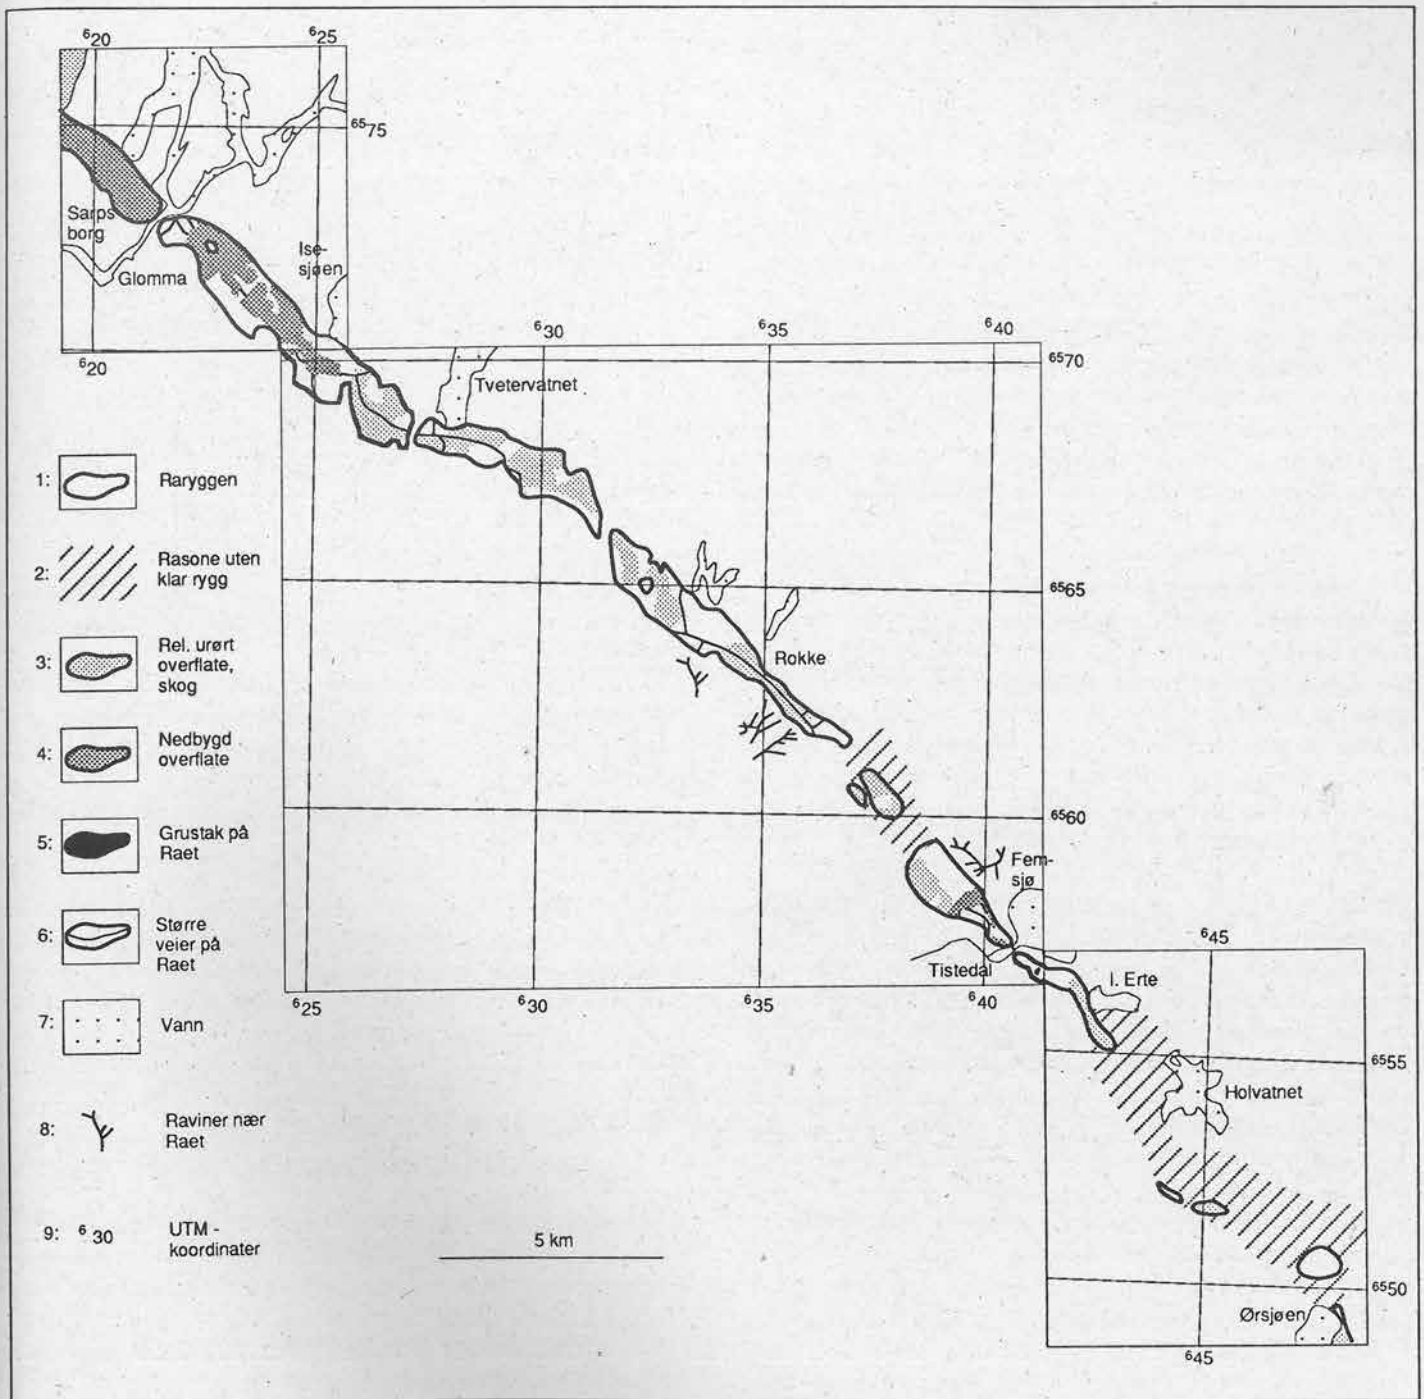 ⁶20
⁶25
⁶⁵75
Sarps
borg
Ise-
sjøen
Glomma
⁶20
⁶30
⁶35
⁶40
⁶⁵70
Tvetervatnet
1: Raryggen
2: Rasone uten
klar rygg
⁶⁵65
3: Rel. urørt
overflate,
skog
Rokke
4: Nedbygd
overflate
⁶⁵60
5: Grustak på
Raet
Fem-
sjø
6: Større
veier på
Raet
⁶45
Tistedal
I. Erte
⁶25
⁶30
⁶35
⁶40
7: Vann
⁶⁵55
Holvatnet
8: Raviner nær
Raet
9: ⁶30 UTM -
koordinater
5 km
⁶⁵50
Ørsjøen
⁶45